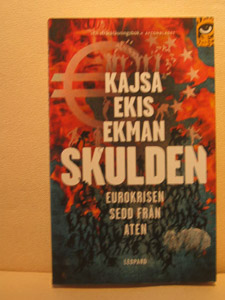 KAJSA
EKIS
EKMAN
SKULDEN
EUROKRISEN
SEDD FRÅN
ATEN
LEOPARD